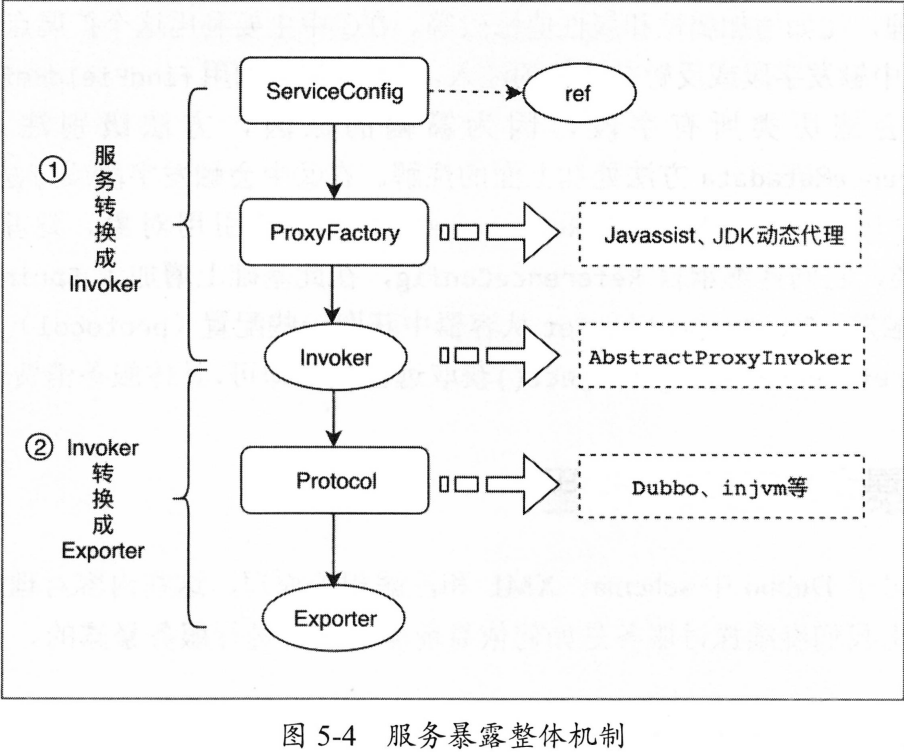 ServiceConfig
ref
① 服务转换成Invoker
ProxyFactory
Javassist、JDK动态代理
Invoker
AbstractProxyInvoker
② Invoker转换成Exporter
Protocol
Dubbo、injvm等
Exporter
图 5-4 服务暴露整体机制